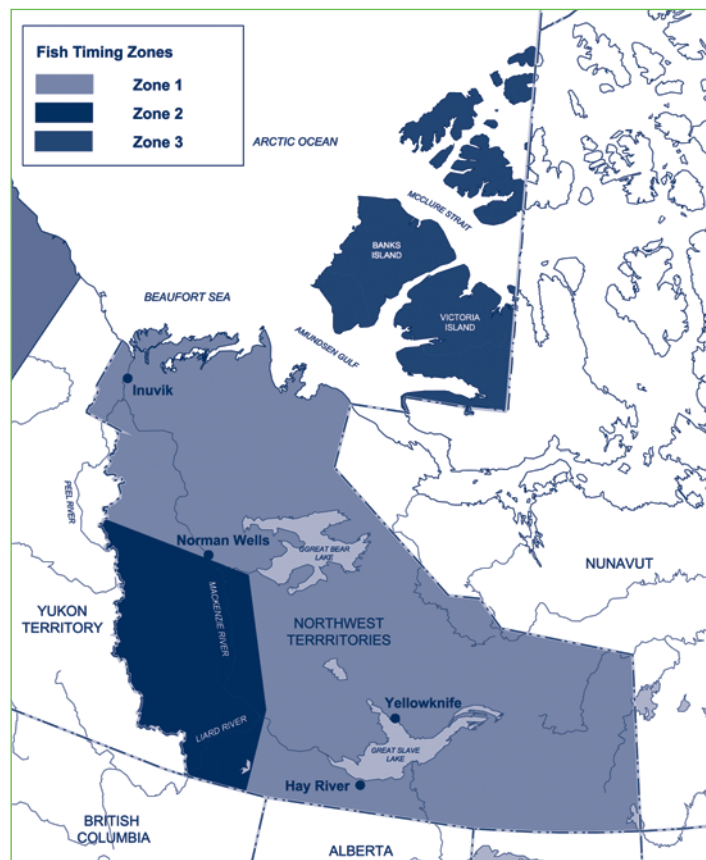 Fish Timing Zones
Zone 1
Zone 2
Zone 3
ARCTIC OCEAN
MCCLURE STRAIT
BANKS
ISLAND
BEAUFORT SEA
VICTORIA
ISLAND
AMUNDSEN GULF
Inuvik
PEEL RIVER
Norman Wells
GGREAT BEAR
LAKE
NUNAVUT
YUKON
TERRITORY
MACKENZIE RIVER
NORTHWEST
TERRRITORIES
Yellowknife
LIARD RIVER
GREAT SLAVE
LAKE
Hay River
BRITISH
COLUMBIA
ALBERTA